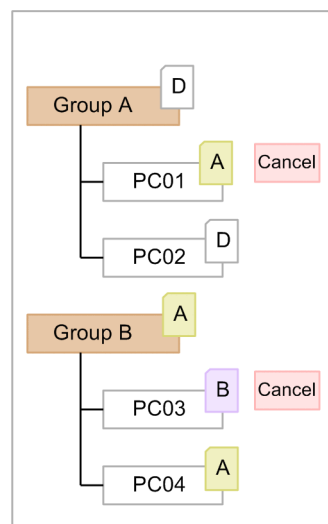 D
Group A
A
PC01
Cancel
D
PC02
A
Group B
B
PC03
Cancel
A
PC04